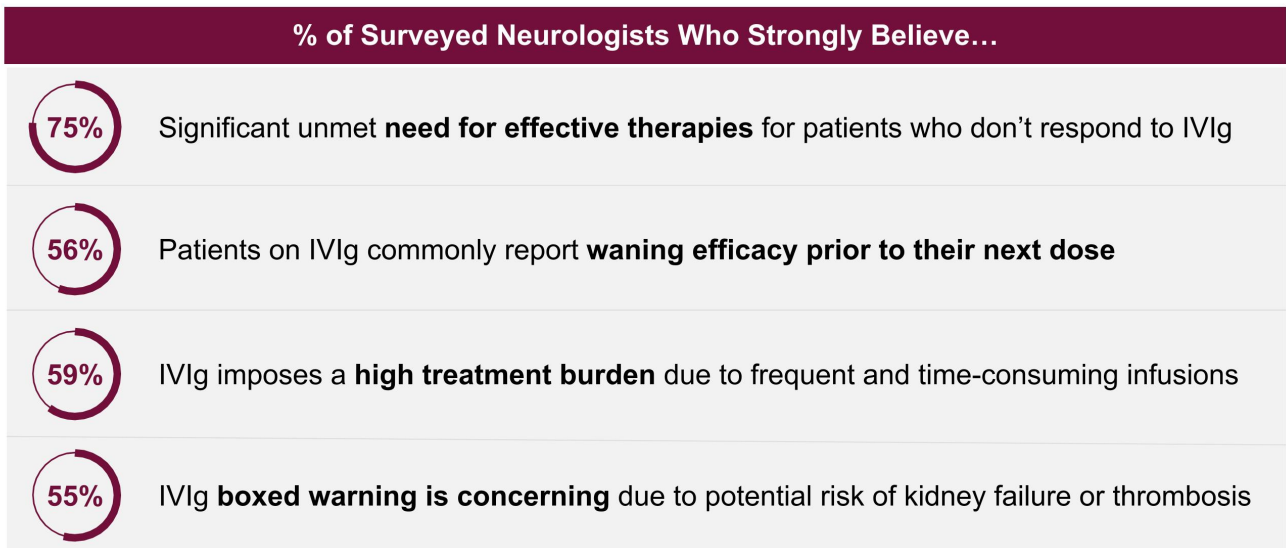 % of Surveyed Neurologists Who Strongly Believe…
75%
Significant unmet need for effective therapies for patients who don’t respond to IVIg
56%
Patients on IVIg commonly report waning efficacy prior to their next dose
59%
IVIg imposes a high treatment burden due to frequent and time-consuming infusions
55%
IVIg boxed warning is concerning due to potential risk of kidney failure or thrombosis